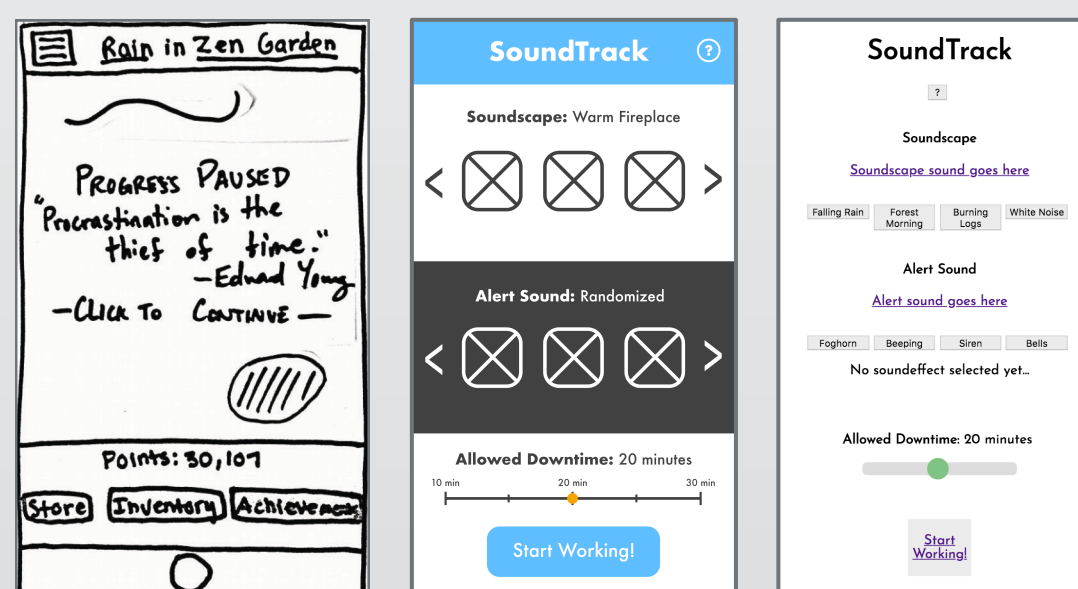 Rain in Zen Garden
PROGRESS PAUSED
"Procrastination is the
thief of time."
—Edward Young
—CLICK TO CONTINUE—
Points: 30,107
Store Inventory Achievements
SoundTrack ?
Soundscape: Warm Fireplace
< >
Alert Sound: Randomized
< >
Allowed Downtime: 20 minutes
10 min 20 min 30 min
Start Working!
SoundTrack
?
Soundscape
Soundscape sound goes here
Falling Rain Forest Morning Burning Logs White Noise
Alert Sound
Alert sound goes here
Foghorn Beeping Siren Bells
No soundeffect selected yet...
Allowed Downtime: 20 minutes
Start
Working!